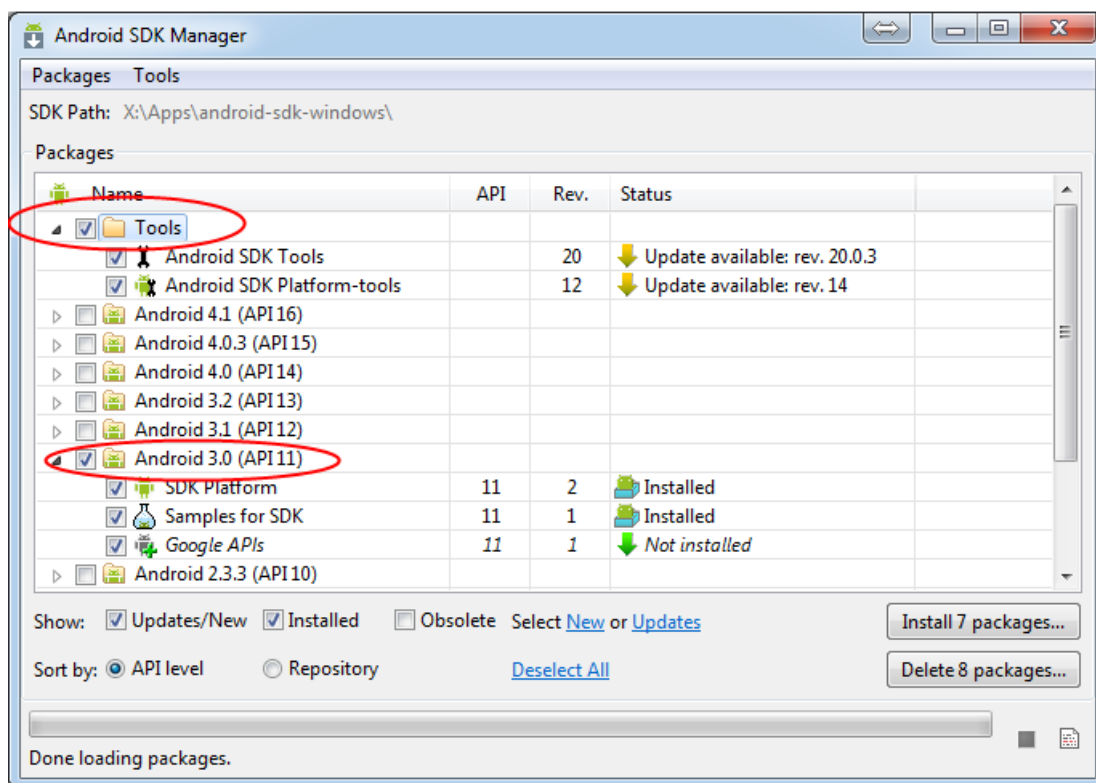 Android SDK Manager
Packages Tools
SDK Path: X:\Apps\android-sdk-windows\
Packages
Name API Rev. Status
Tools
Android SDK Tools 20 Update available: rev. 20.0.3
Android SDK Platform-tools 12 Update available: rev. 14
Android 4.1 (API 16)
Android 4.0.3 (API 15)
Android 4.0 (API 14)
Android 3.2 (API 13)
Android 3.1 (API 12)
Android 3.0 (API 11)
SDK Platform 11 2 Installed
Samples for SDK 11 1 Installed
Google APIs 11 1 Not installed
Android 2.3.3 (API 10)
Show: Updates/New Installed Obsolete Select New or Updates Install 7 packages...
Sort by: API level Repository Deselect All Delete 8 packages...
Done loading packages.